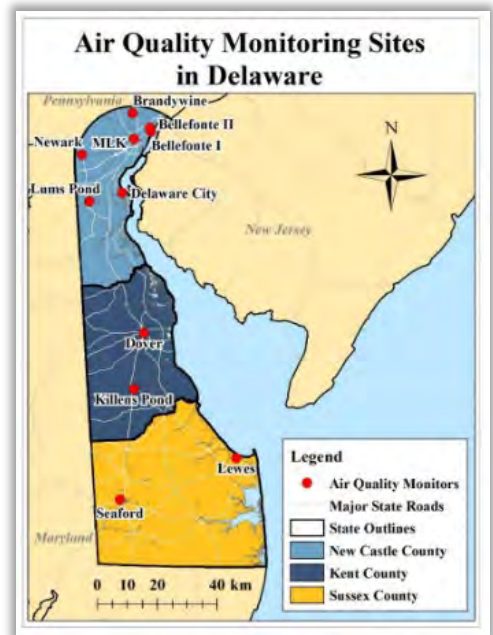 Air Quality Monitoring Sites
in Delaware
Pennsylvania
Brandywine
Bellefonte II
Newark
MLK
Bellefonte I
Lums Pond
Delaware City
N
New Jersey
Dover
Killens Pond
Lewes
Seaford
Maryland
Legend
Air Quality Monitors
Major State Roads
State Outlines
New Castle County
Kent County
Sussex County
0 10 20 40 km